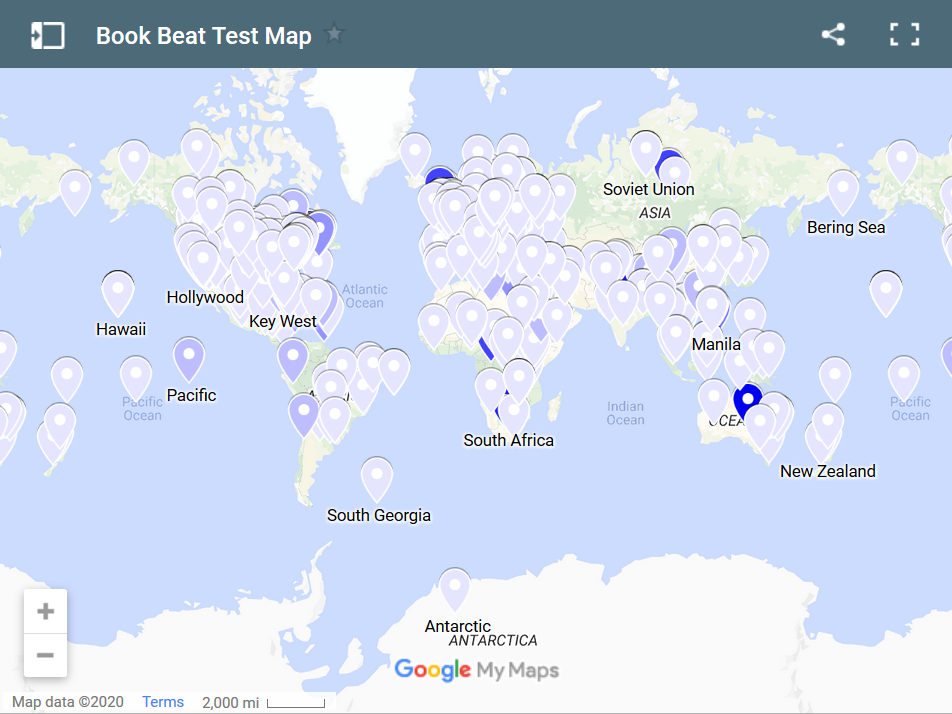 Book Beat Test Map
Soviet Union
ASIA
Bering Sea
Hollywood
Atlantic
Ocean
Key West
Hawaii
Manila
Pacific
Pacific
Ocean
Indian
Ocean
Pacific
Ocean
South Africa
New Zealand
South Georgia
Antarctic
ANTARCTICA
Google My Maps
+
−
Map data ©2020 Terms 2,000 mi